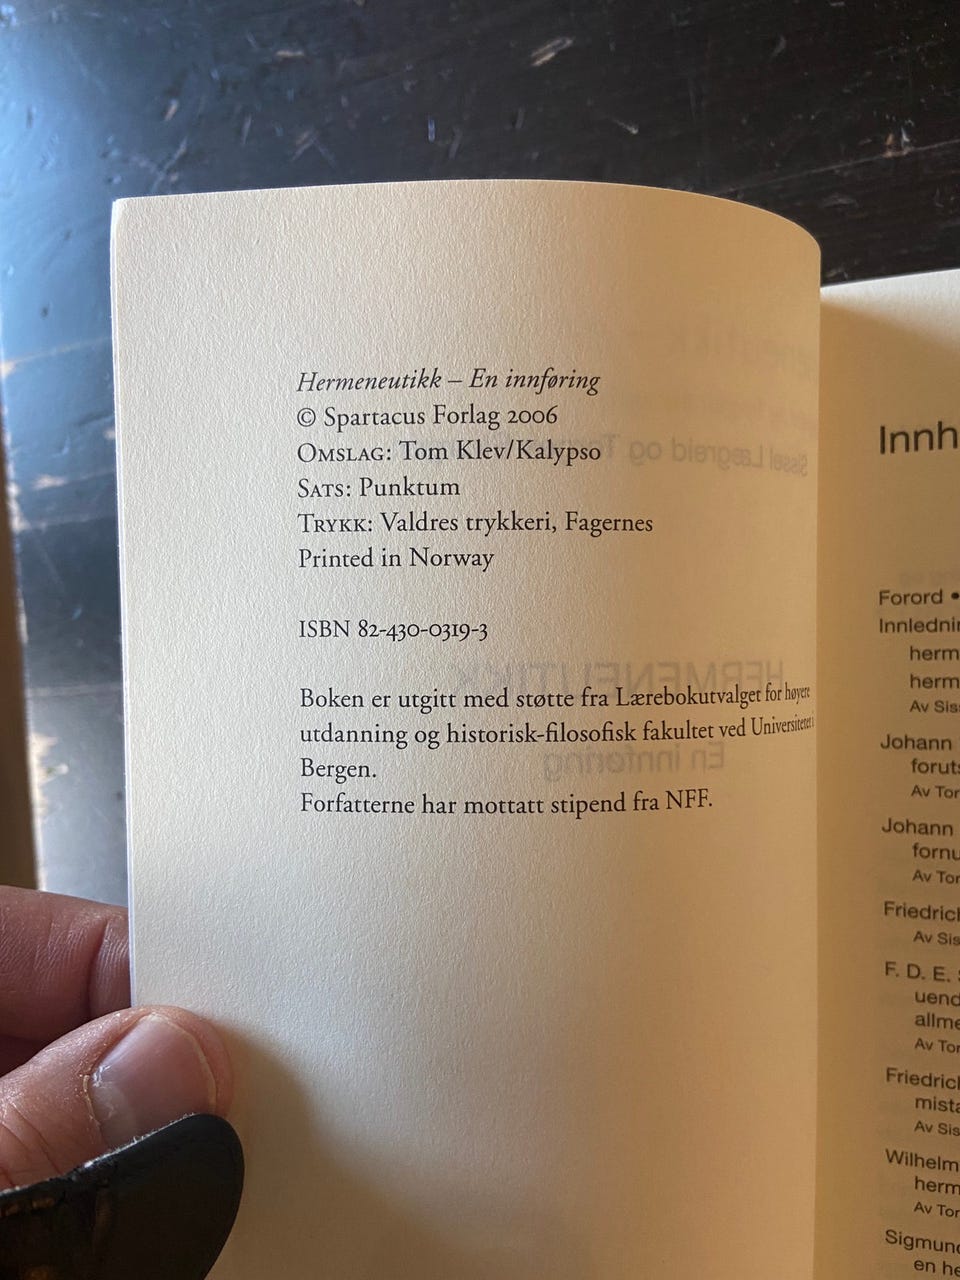 Hermeneutikk – En innføring
© Spartacus Forlag 2006
Omslag: Tom Klev/Kalypso
Sats: Punktum
Trykk: Valdres trykkeri, Fagernes
Printed in Norway
ISBN 82-430-0319-3
Boken er utgitt med støtte fra Lærebokutvalget for høyere
utdanning og historisk-filosofisk fakultet ved Universitetet i
Bergen.
Forfatterne har mottatt stipend fra NFF.
Innh
Forord •
Innlednin
herm
herm
Av Sis
Johann
foruts
Av Tor
Johann
fornu
Av Tor
Friedrich
Av Sis
F. D. E.
uend
allme
Av Tor
Friedrich
mista
Av Sis
Wilhelm
herm
Av Tor
Sigmund
en he